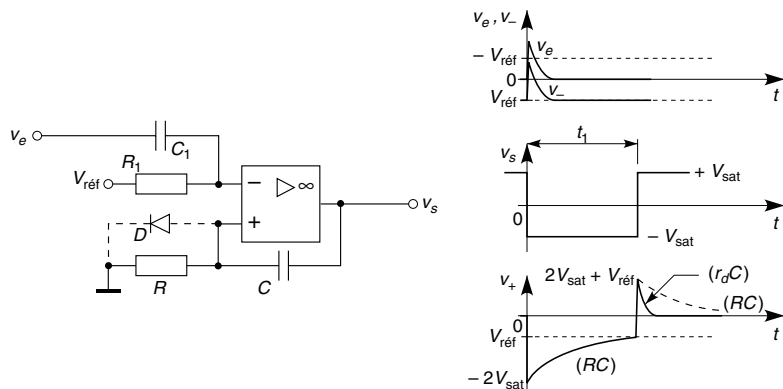 v_e
C_1
R_1
V_réf
−
▷ ∞
+
v_s
D
R
C
v_e , v_−
− V_réf
v_e
0
V_réf
v_−
t
t_1
v_s
+ V_sat
0
t
− V_sat
v_+
2V_sat + V_réf
(r_dC)
(RC)
0
t
V_réf
− 2V_sat
(RC)